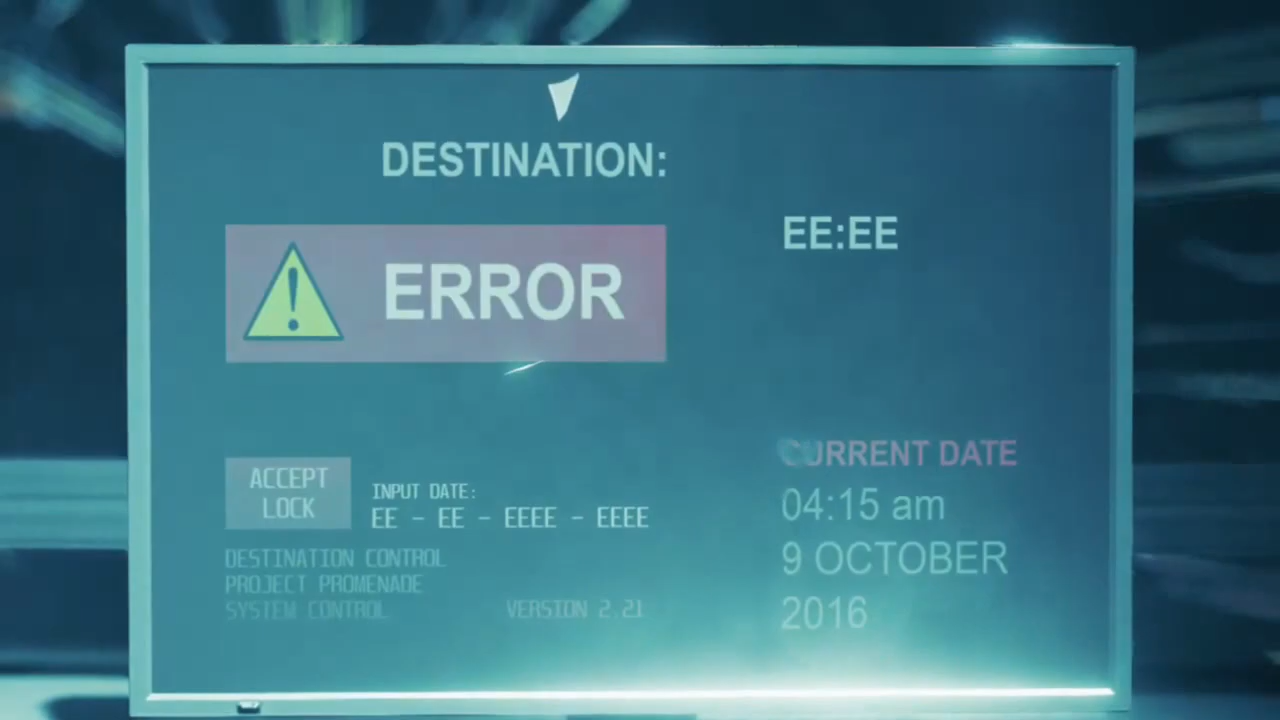 DESTINATION:
ERROR
EE:EE
ACCEPT
LOCK
INPUT DATE:
EE - EE - EEEE - EEEE
DESTINATION CONTROL
PROJECT PROMENADE
SYSTEM CONTROL
VERSION 2.21
CURRENT DATE
04:15 am
9 OCTOBER
2016